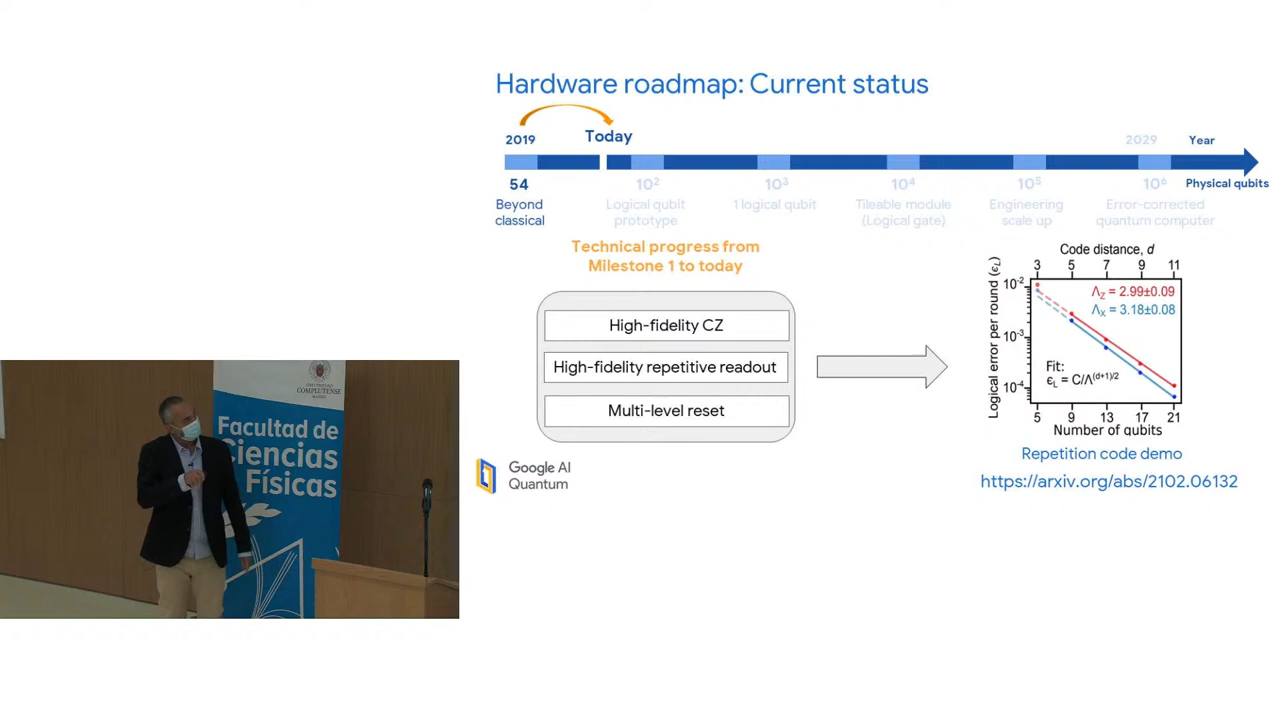 Hardware roadmap: Current status
2019
Today
2029
Year
54
10²
10³
10⁴
10⁵
10⁶
Physical qubits
Beyond
classical
Logical qubit
prototype
1 logical qubit
Tileable module
(Logical gate)
Engineering
scale up
Error-corrected
quantum computer
Technical progress from
Milestone 1 to today
High-fidelity CZ
High-fidelity repetitive readout
Multi-level reset
Code distance, d
3 5 7 9 11
Logical error per round (ϵL)
10⁻²
10⁻³
10⁻⁴
ΛZ = 2.99±0.09
ΛX = 3.18±0.08
Fit:
ϵL = C/Λ^(d+1)/2
5 9 13 17 21
Number of qubits
Repetition code demo
https://arxiv.org/abs/2102.06132
Google AI
Quantum
UNIVERSIDAD
COMPLUTENSE
Facultad de
Ciencias
Físicas